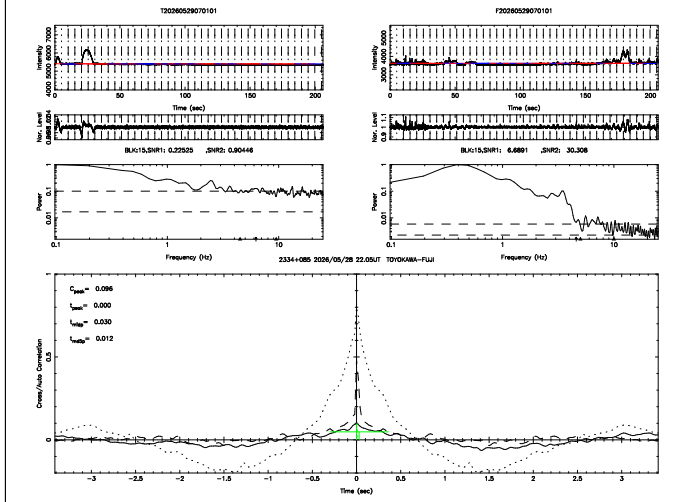 T20260529070101
F20260529070101
Intensity
4000 5000 6000 7000
0 50 100 150 200
Time (sec)
Intensity
3000 4000 5000
0 50 100 150 200
Time (sec)
Nor. Level
Nor. Level
0.9 1 1.1
BLK:15,SNR1: 0.22525 ,SNR2: 0.90446
BLK:15,SNR1: 6.6891 ,SNR2: 30.308
Power
0.01 0.1 1
0.1 1 10
Frequency (Hz)
Power
0.01 0.1 1
0.1 1 10
Frequency (Hz)
2334+085 2026/05/28 22.05UT TOYOKAWA-FUJI
Cpeak= 0.096
tpeak= 0.000
tmdsp= 0.012
Cross/Auto Correlation
0 0.5 1
-3 -2.5 -2 -1.5 -1 -0.5 0 0.5 1 1.5 2 2.5 3
Time (sec)